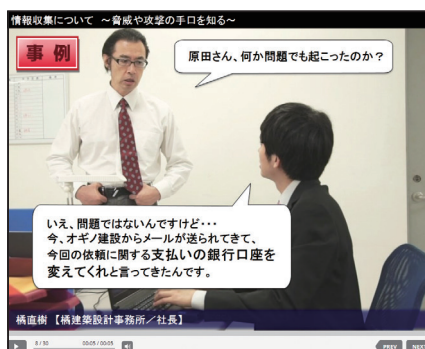 情報収集について ～脅威や攻撃の手口を知る～
事 例
原田さん、何か問題でも起こったのか？
いえ、問題ではないんですけど・・・
今、オギノ建設からメールが送られてきて、
今回の依頼に関する支払いの銀行口座を
変えてくれと言ってきたんです。
橘直樹 【橘建築設計事務所／社長】
00:05 / 00:05
PREV
NEXT